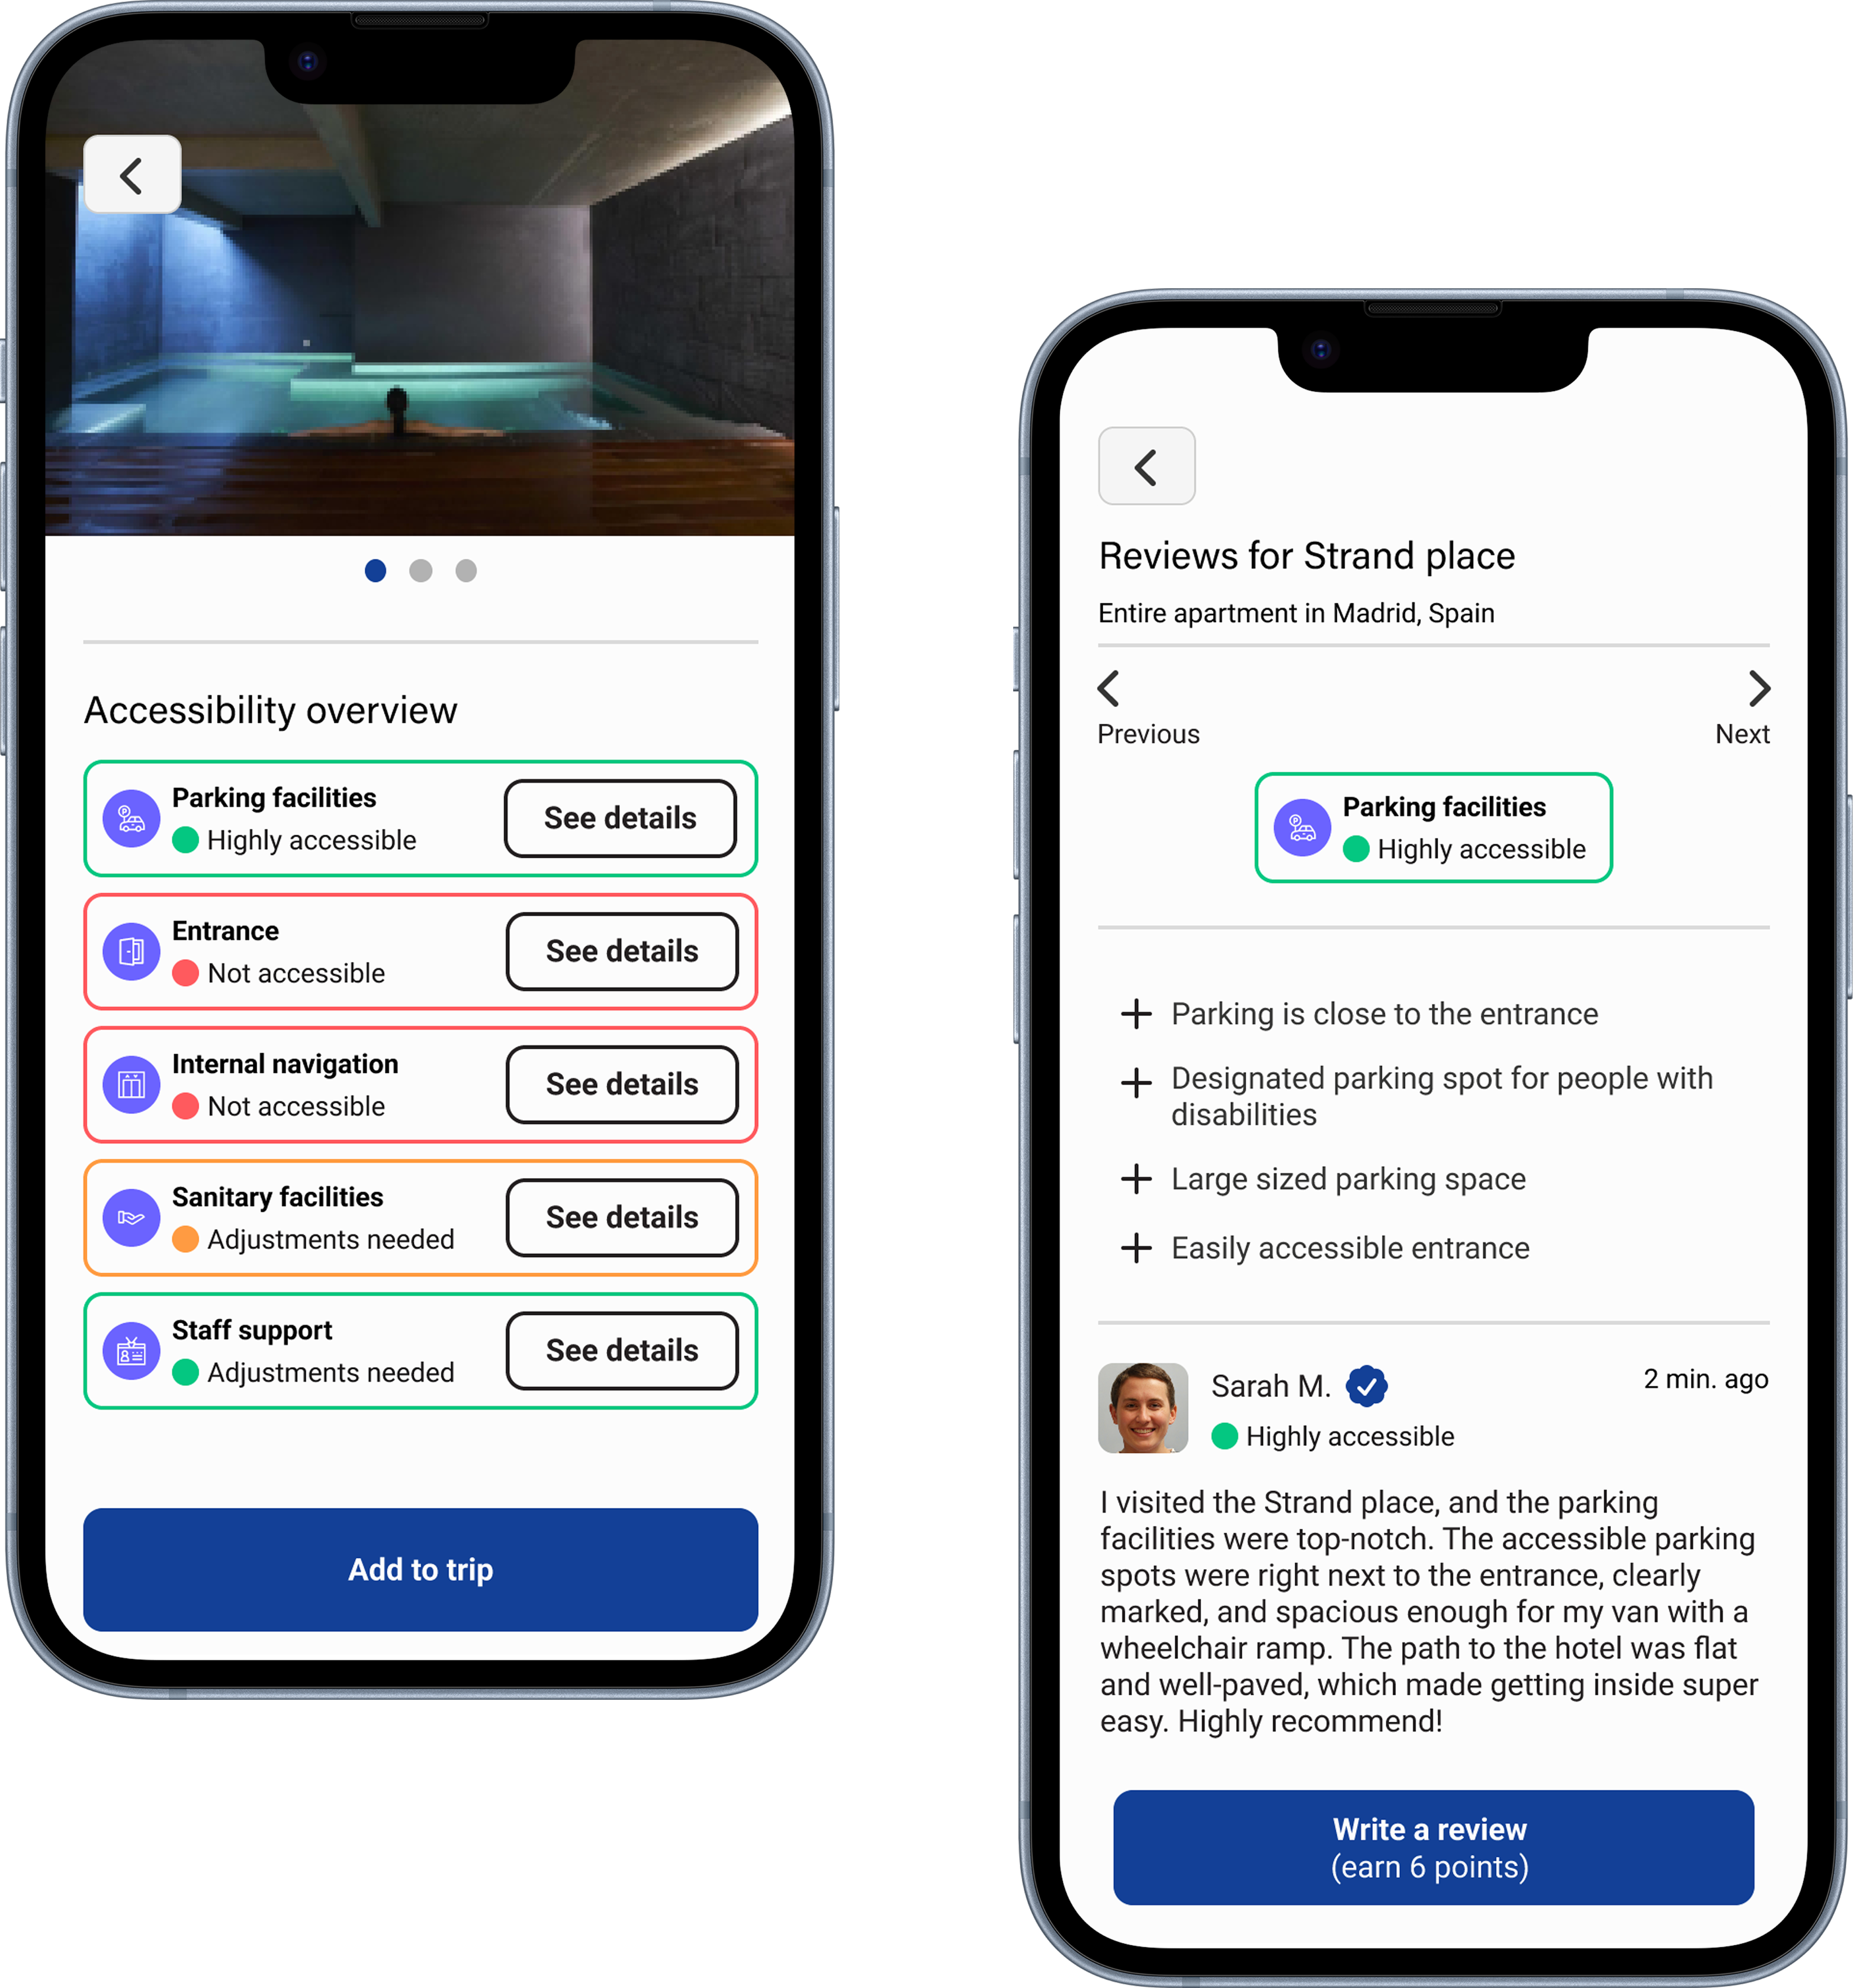 Accessibility overview
Parking facilities
Highly accessible
See details
Entrance
Not accessible
See details
Internal navigation
Not accessible
See details
Sanitary facilities
Adjustments needed
See details
Staff support
Adjustments needed
See details
Add to trip
Reviews for Strand place
Entire apartment in Madrid, Spain
Previous
Next
Parking facilities
Highly accessible
Parking is close to the entrance
Designated parking spot for people with
disabilities
Large sized parking space
Easily accessible entrance
Sarah M.
2 min. ago
Highly accessible
I visited the Strand place, and the parking
facilities were top-notch. The accessible parking
spots were right next to the entrance, clearly
marked, and spacious enough for my van with a
wheelchair ramp. The path to the hotel was flat
and well-paved, which made getting inside super
easy. Highly recommend!
Write a review
(earn 6 points)